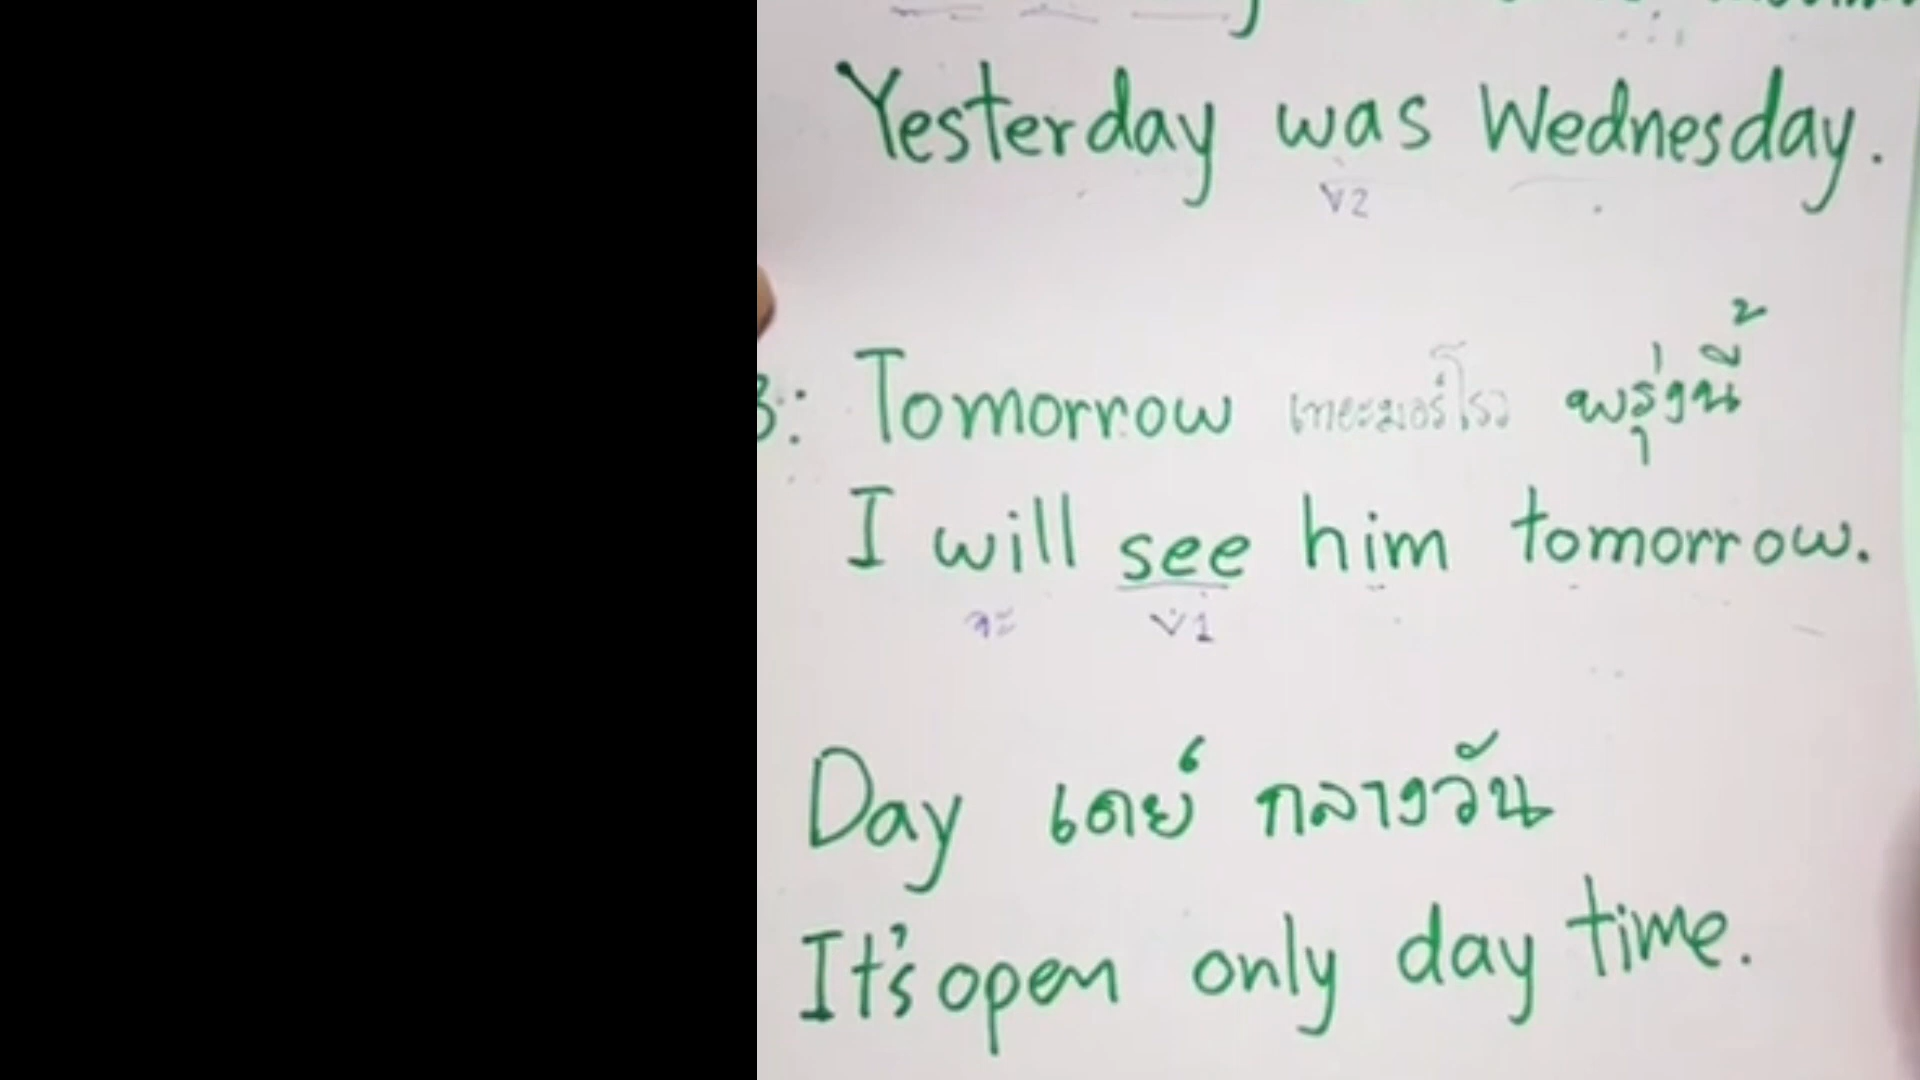 Yesterday was Wednesday.
V2
3: Tomorrow เทอะมอร์โรว พรุ่งนี้
I will see him tomorrow.
จะ V1
Day เดย์ กลางวัน
It's open only day time.